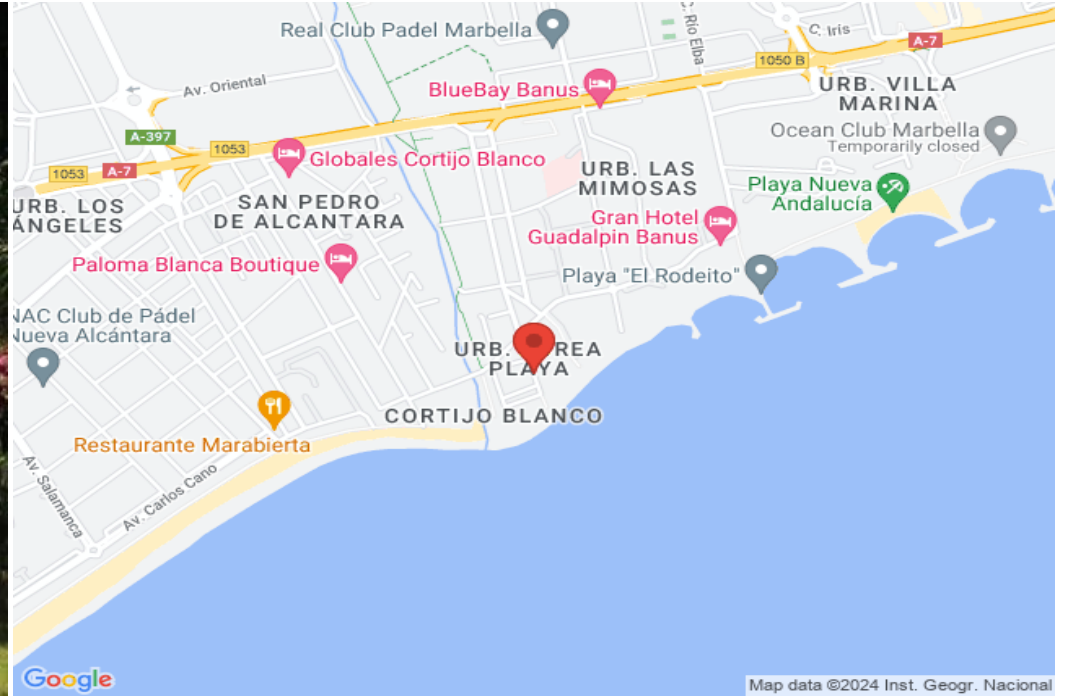 Real Club Padel Marbella
C. Iris
A-7
C. Río Elba
1050 B
Av. Oriental
BlueBay Banus
URB. VILLA
MARINA
A-397
1053
Ocean Club Marbella
Temporarily closed
1053
A-7
Globales Cortijo Blanco
URB. LAS
MIMOSAS
Playa Nueva
Andalucía
URB. LOS
ÁNGELES
SAN PEDRO
DE ALCANTARA
Gran Hotel
Guadalpin Banus
Paloma Blanca Boutique
Playa "El Rodeito"
NAC Club de Pádel
Nueva Alcántara
URB. REA
PLAYA
CORTIJO BLANCO
Restaurante Marabierta
Av. Salamanca
Av. Carlos Cano
Google
Map data ©2024 Inst. Geogr. Nacional